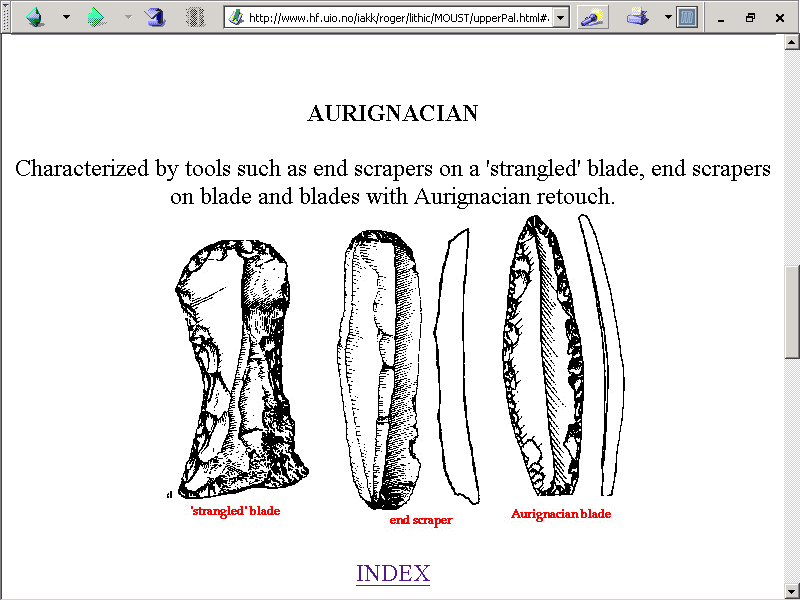 http://www.hf.uio.no/iakk/roger/lithic/MOUST/upperPal.html#.
AURIGNACIAN
Characterized by tools such as end scrapers on a 'strangled' blade, end scrapers
on blade and blades with Aurignacian retouch.
d
'strangled' blade
end scraper
Aurignacian blade
INDEX